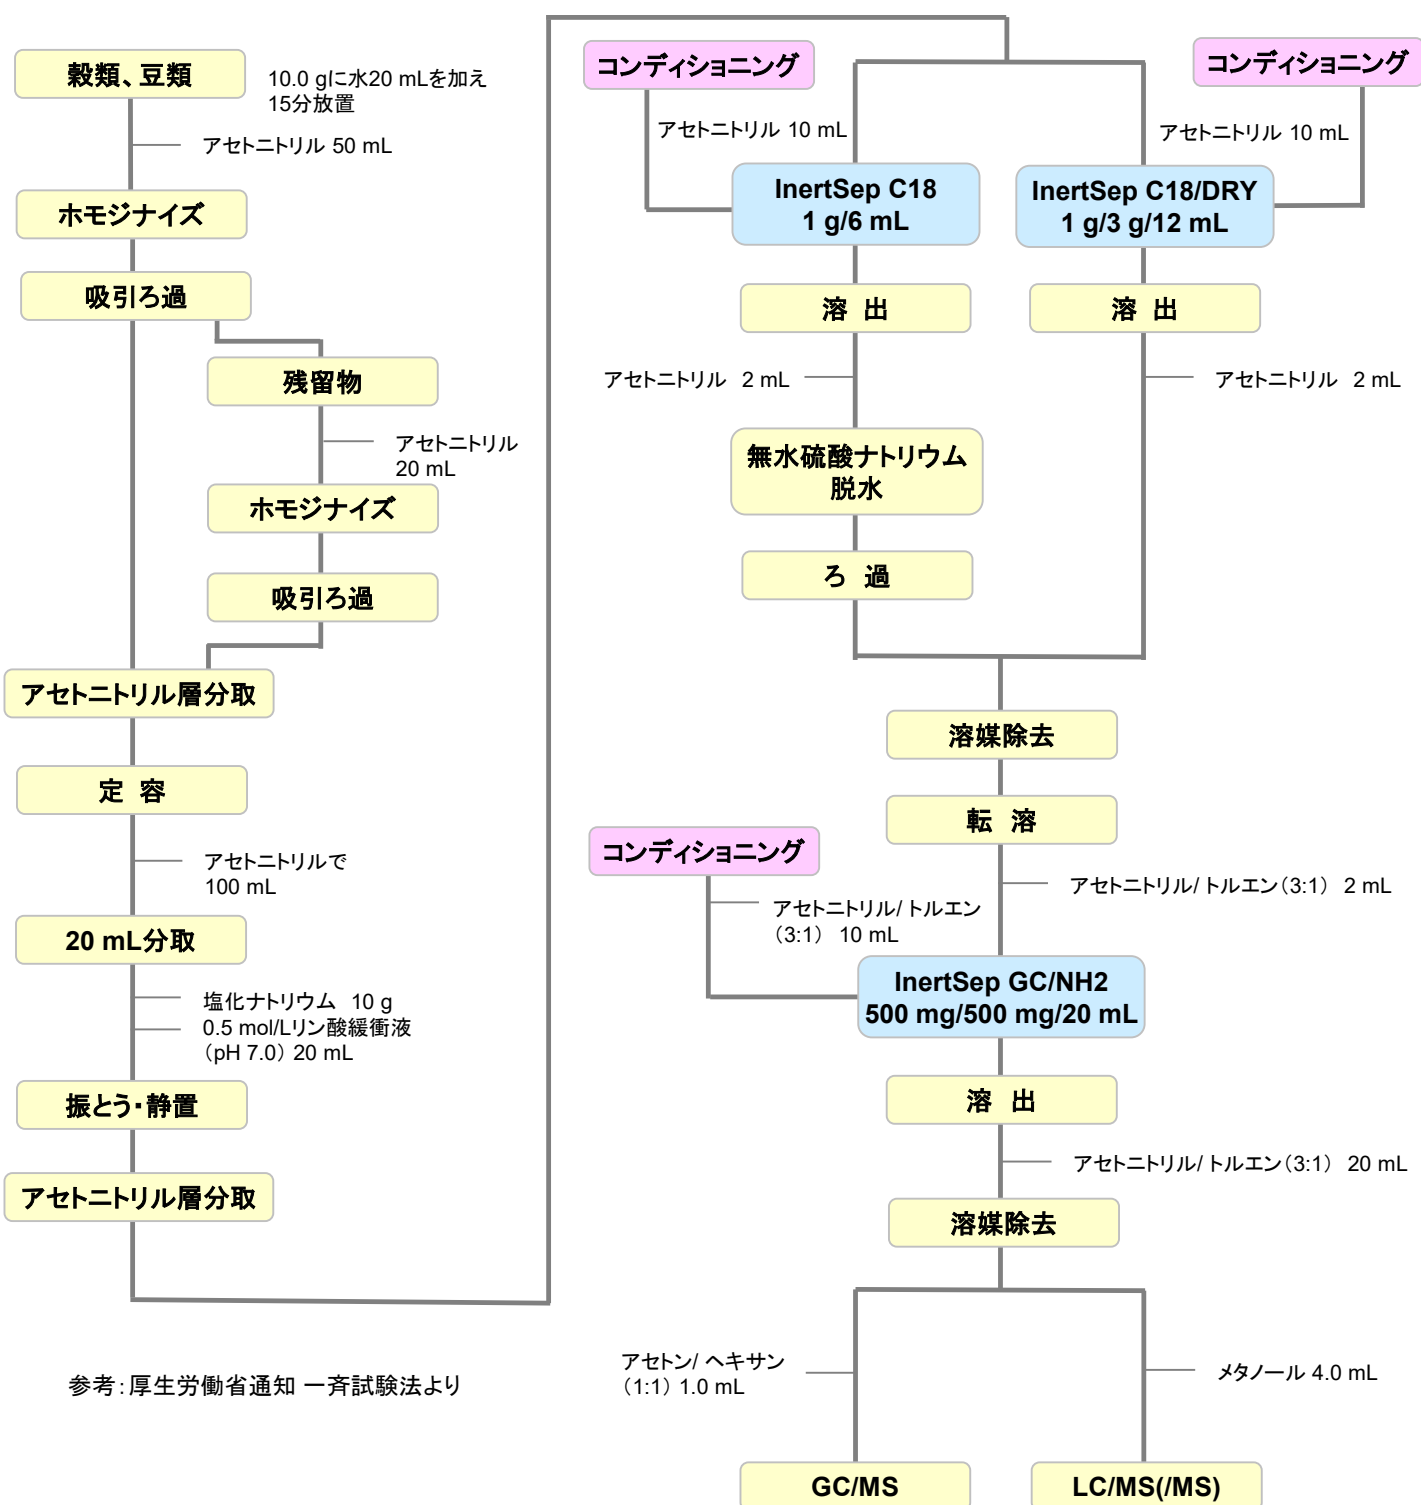 穀類、豆類
10.0 gに水20 mLを加え
15分放置
アセトニトリル 50 mL
ホモジナイズ
吸引ろ過
残留物
アセトニトリル
20 mL
ホモジナイズ
吸引ろ過
アセトニトリル層分取
定 容
アセトニトリルで
100 mL
20 mL分取
塩化ナトリウム 10 g
0.5 mol/Lリン酸緩衝液
（pH 7.0） 20 mL
振とう・静置
アセトニトリル層分取
参考：厚生労働省通知 一斉試験法より
コンディショニング
アセトニトリル 10 mL
InertSep C18
1 g/6 mL
溶 出
アセトニトリル 2 mL
無水硫酸ナトリウム
脱水
ろ 過
コンディショニング
アセトニトリル 10 mL
InertSep C18/DRY
1 g/3 g/12 mL
溶 出
アセトニトリル 2 mL
溶媒除去
転 溶
アセトニトリル/トルエン（3:1） 2 mL
コンディショニング
アセトニトリル/トルエン
（3:1） 10 mL
InertSep GC/NH2
500 mg/500 mg/20 mL
溶 出
アセトニトリル/トルエン（3:1） 20 mL
溶媒除去
アセトン/ヘキサン
（1:1） 1.0 mL
GC/MS
メタノール 4.0 mL
LC/MS(/MS)